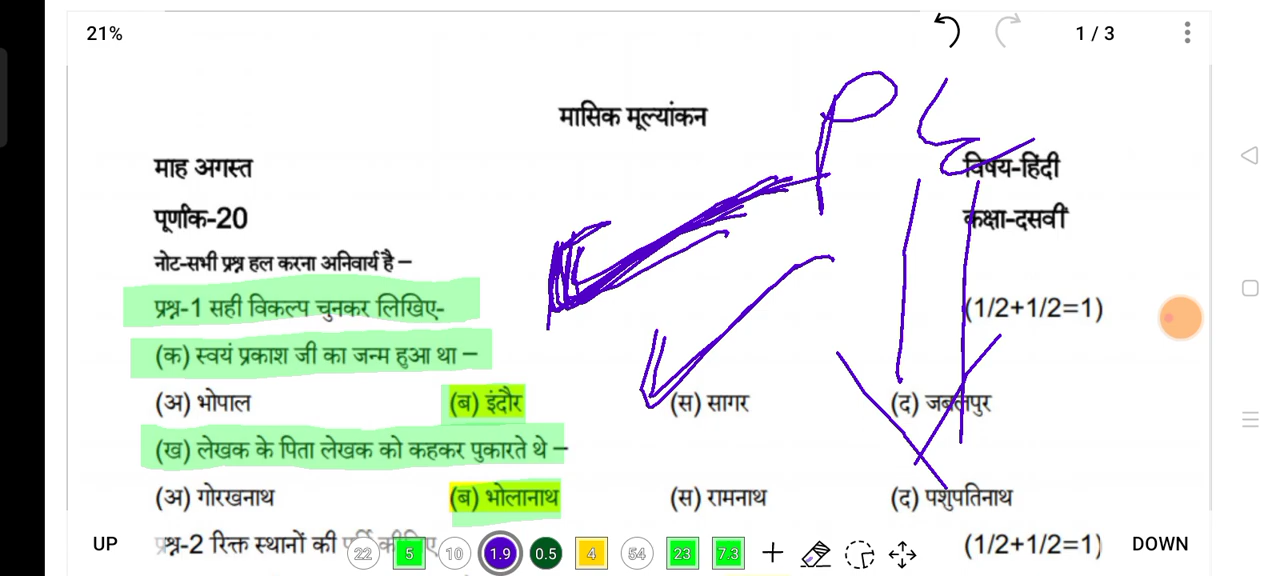 21%
1 / 3
मासिक मूल्यांकन
माह अगस्त विषय-हिंदी
पूर्णांक-20 कक्षा-दसवीं
नोट-सभी प्रश्न हल करना अनिवार्य है –
प्रश्न-1 सही विकल्प चुनकर लिखिए- (1/2+1/2=1)
(क) स्वयं प्रकाश जी का जन्म हुआ था –
(अ) भोपाल (ब) इंदौर (स) सागर (द) जबलपुर
(ख) लेखक के पिता लेखक को कहकर पुकारते थे –
(अ) गोरखनाथ (ब) भोलानाथ (स) रामनाथ (द) पशुपतिनाथ
प्रश्न-2 रिक्त स्थानों की (1/2+1/2=1)
UP 22 5 10 1.9 0.5 4 54 23 7.3 DOWN